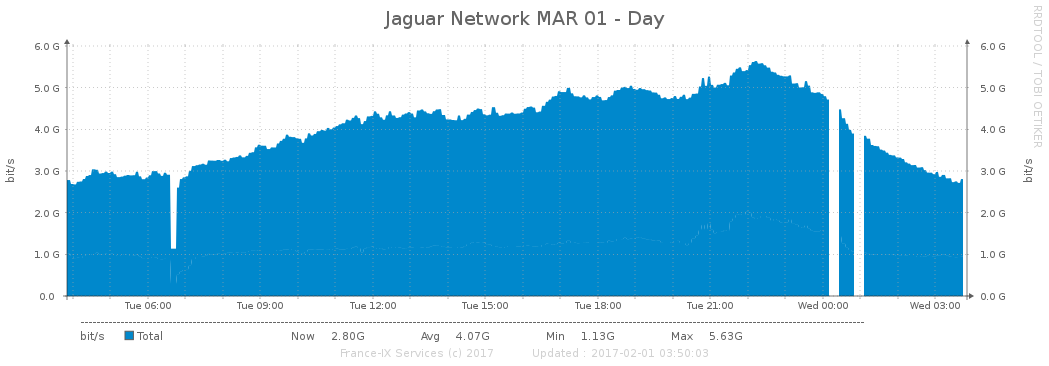 Jaguar Network MAR 01 - Day
RRDTOOL / TOBI OETIKER
6.0 G 6.0 G
5.0 G 5.0 G
4.0 G 4.0 G
3.0 G 3.0 G
2.0 G 2.0 G
1.0 G 1.0 G
0.0 0.0 G
bit/s
bit/s
Tue 06:00 Tue 09:00 Tue 12:00 Tue 15:00 Tue 18:00 Tue 21:00 Wed 00:00 Wed 03:00
bit/s Total Now 2.80G Avg 4.07G Min 1.13G Max 5.63G
France-IX Services (c) 2017 Updated : 2017-02-01 03:50:03